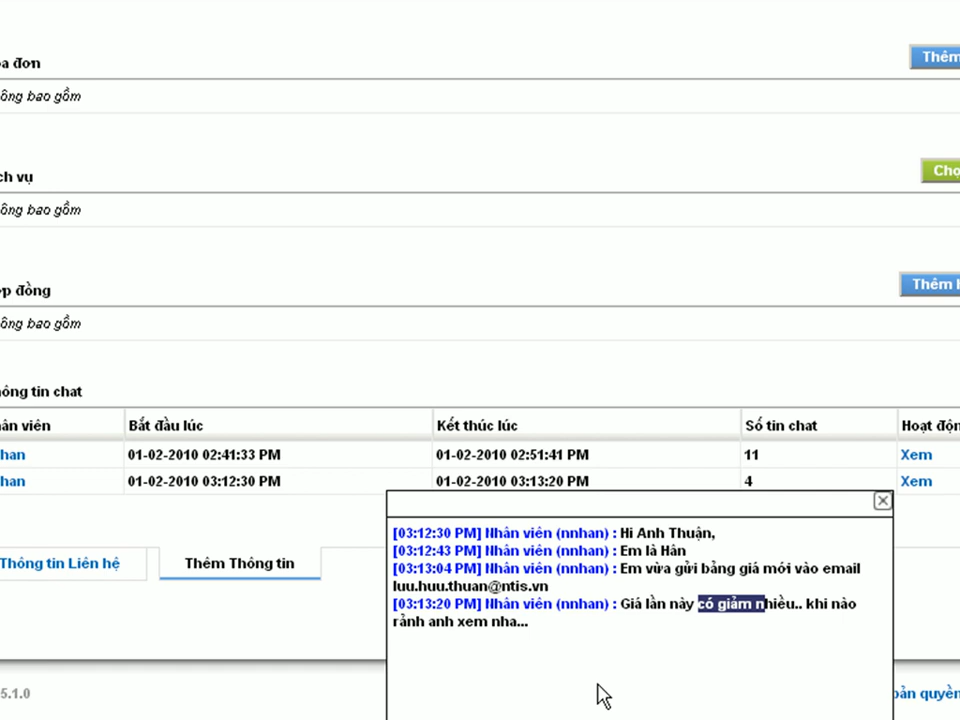 a đơn
Thêm
ông bao gồm
ch vụ
Chọ
ông bao gồm
ợp đồng
Thêm h
ông bao gồm
hông tin chat
hân viên Bắt đầu lúc Kết thúc lúc Số tin chat Hoạt độn
han 01-02-2010 02:41:33 PM 01-02-2010 02:51:41 PM 11 Xem
han 01-02-2010 03:12:30 PM 01-02-2010 03:13:20 PM 4 Xem
[03:12:30 PM] Nhân viên (nnhan) : Hi Anh Thuận,
[03:12:43 PM] Nhân viên (nnhan) : Em là Hân
[03:13:04 PM] Nhân viên (nnhan) : Em vừa gửi bảng giá mới vào email
luu.huu.thuan@ntis.vn
[03:13:20 PM] Nhân viên (nnhan) : Giá lần này có giảm nhiều.. khi nào
rảnh anh xem nha...
Thông tin Liên hệ Thêm Thông tin
5.1.0
bản quyền